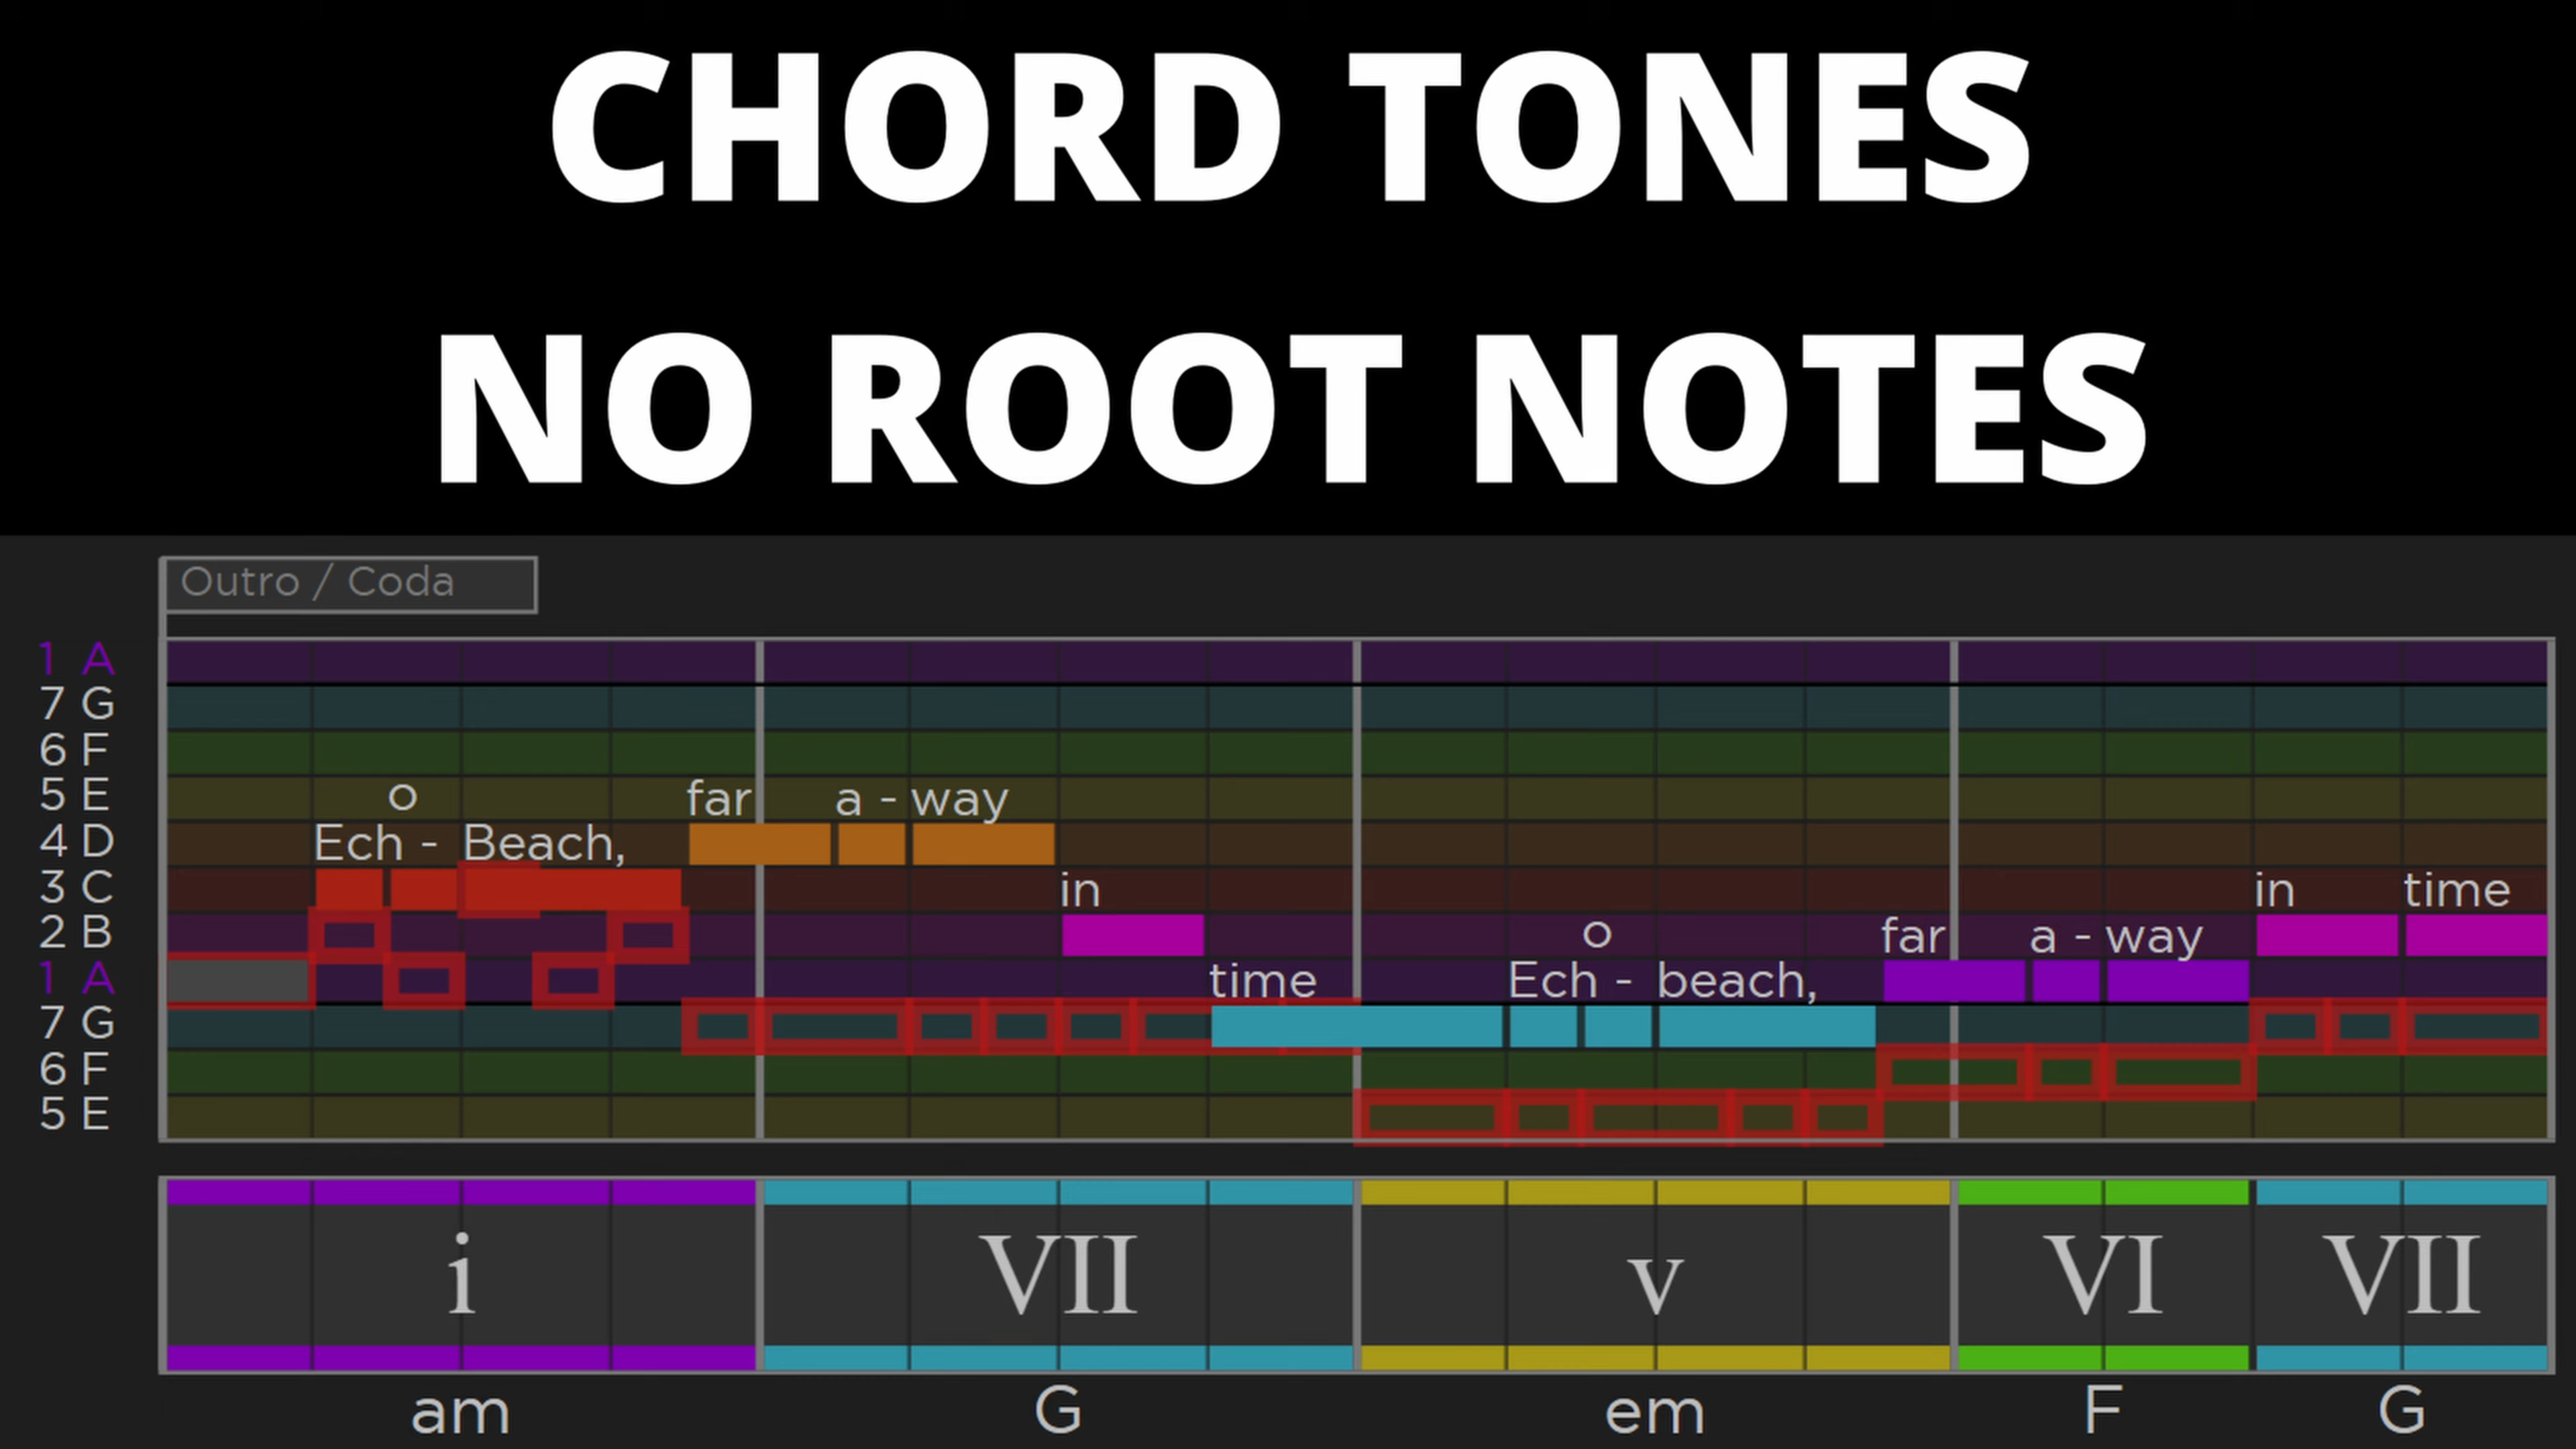 CHORD TONES
NO ROOT NOTES
Outro / Coda
1 A
7 G
6 F
5 E
o far a - way
4 D
Ech - Beach,
3 C
in in time
2 B
o far a - way
1 A
time Ech - beach,
7 G
6 F
5 E
i VII v VI VII
am G em F G